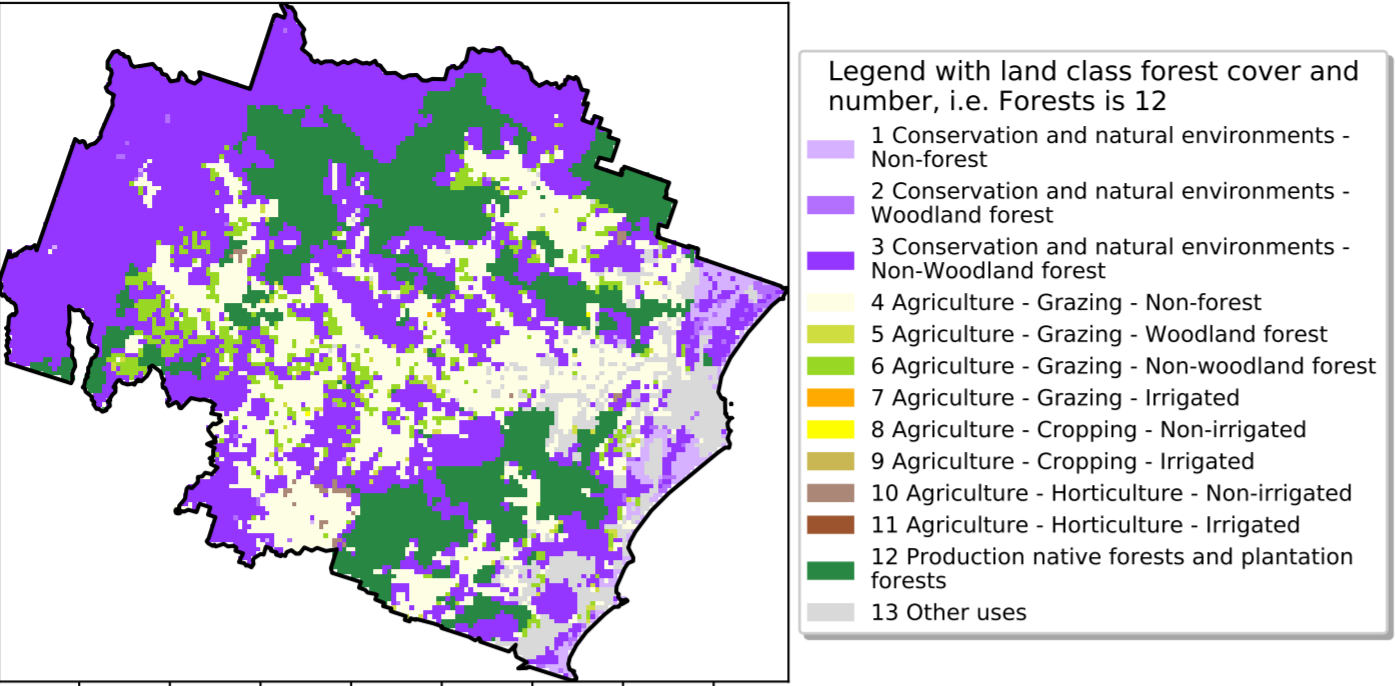 Legend with land class forest cover and
number, i.e. Forests is 12
1 Conservation and natural environments -
Non-forest
2 Conservation and natural environments -
Woodland forest
3 Conservation and natural environments -
Non-Woodland forest
4 Agriculture - Grazing - Non-forest
5 Agriculture - Grazing - Woodland forest
6 Agriculture - Grazing - Non-woodland forest
7 Agriculture - Grazing - Irrigated
8 Agriculture - Cropping - Non-irrigated
9 Agriculture - Cropping - Irrigated
10 Agriculture - Horticulture - Non-irrigated
11 Agriculture - Horticulture - Irrigated
12 Production native forests and plantation
forests
13 Other uses